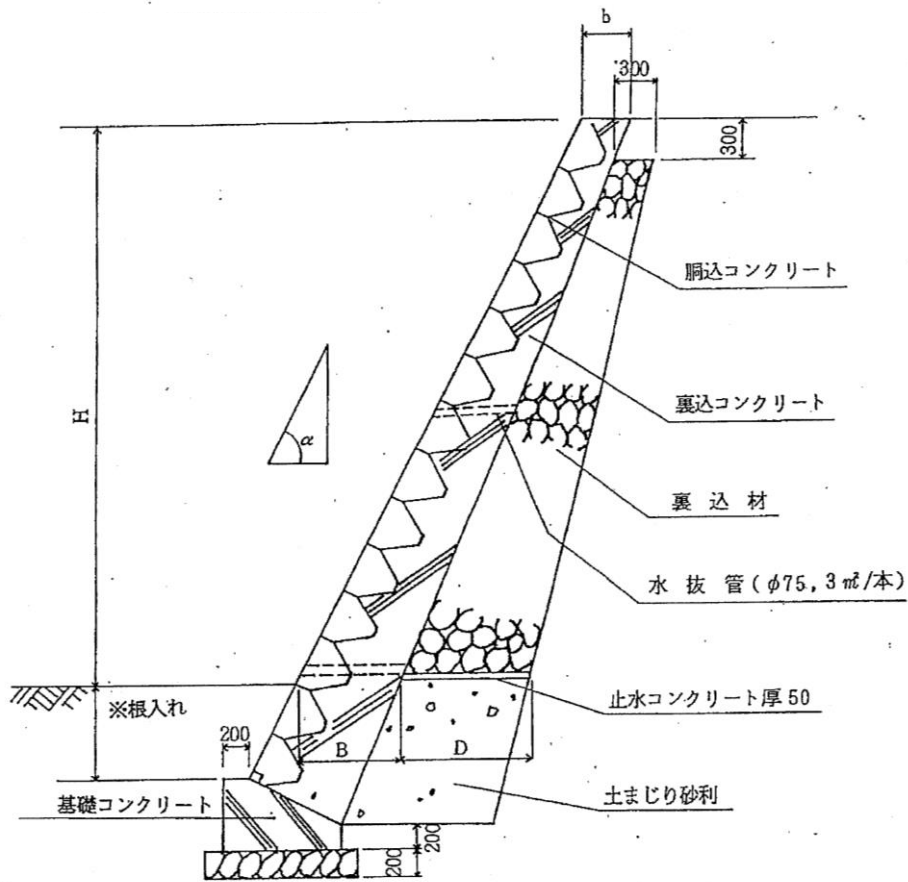 b
300
300
胴込コンクリート
H
α
裏込コンクリート
裏込材
水抜管(φ75,3㎡/本)
止水コンクリート厚50
※根入れ
200
B
D
土まじり砂利
基礎コンクリート
200
200